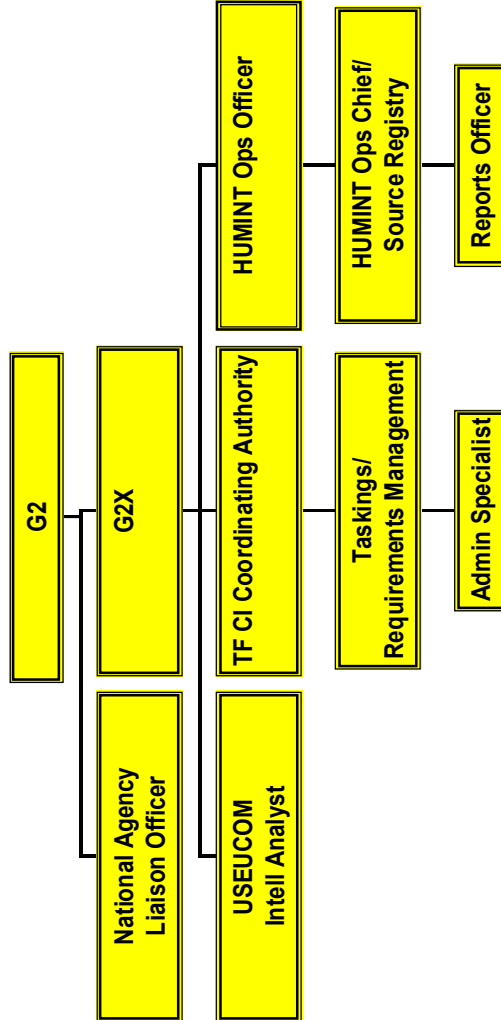 G2
National Agency
Liaison Officer
G2X
USEUCOM
Intell Analyst
TF CI Coordinating Authority
HUMINT Ops Officer
Taskings/
Requirements Management
HUMINT Ops Chief/
Source Registry
Admin Specialist
Reports Officer